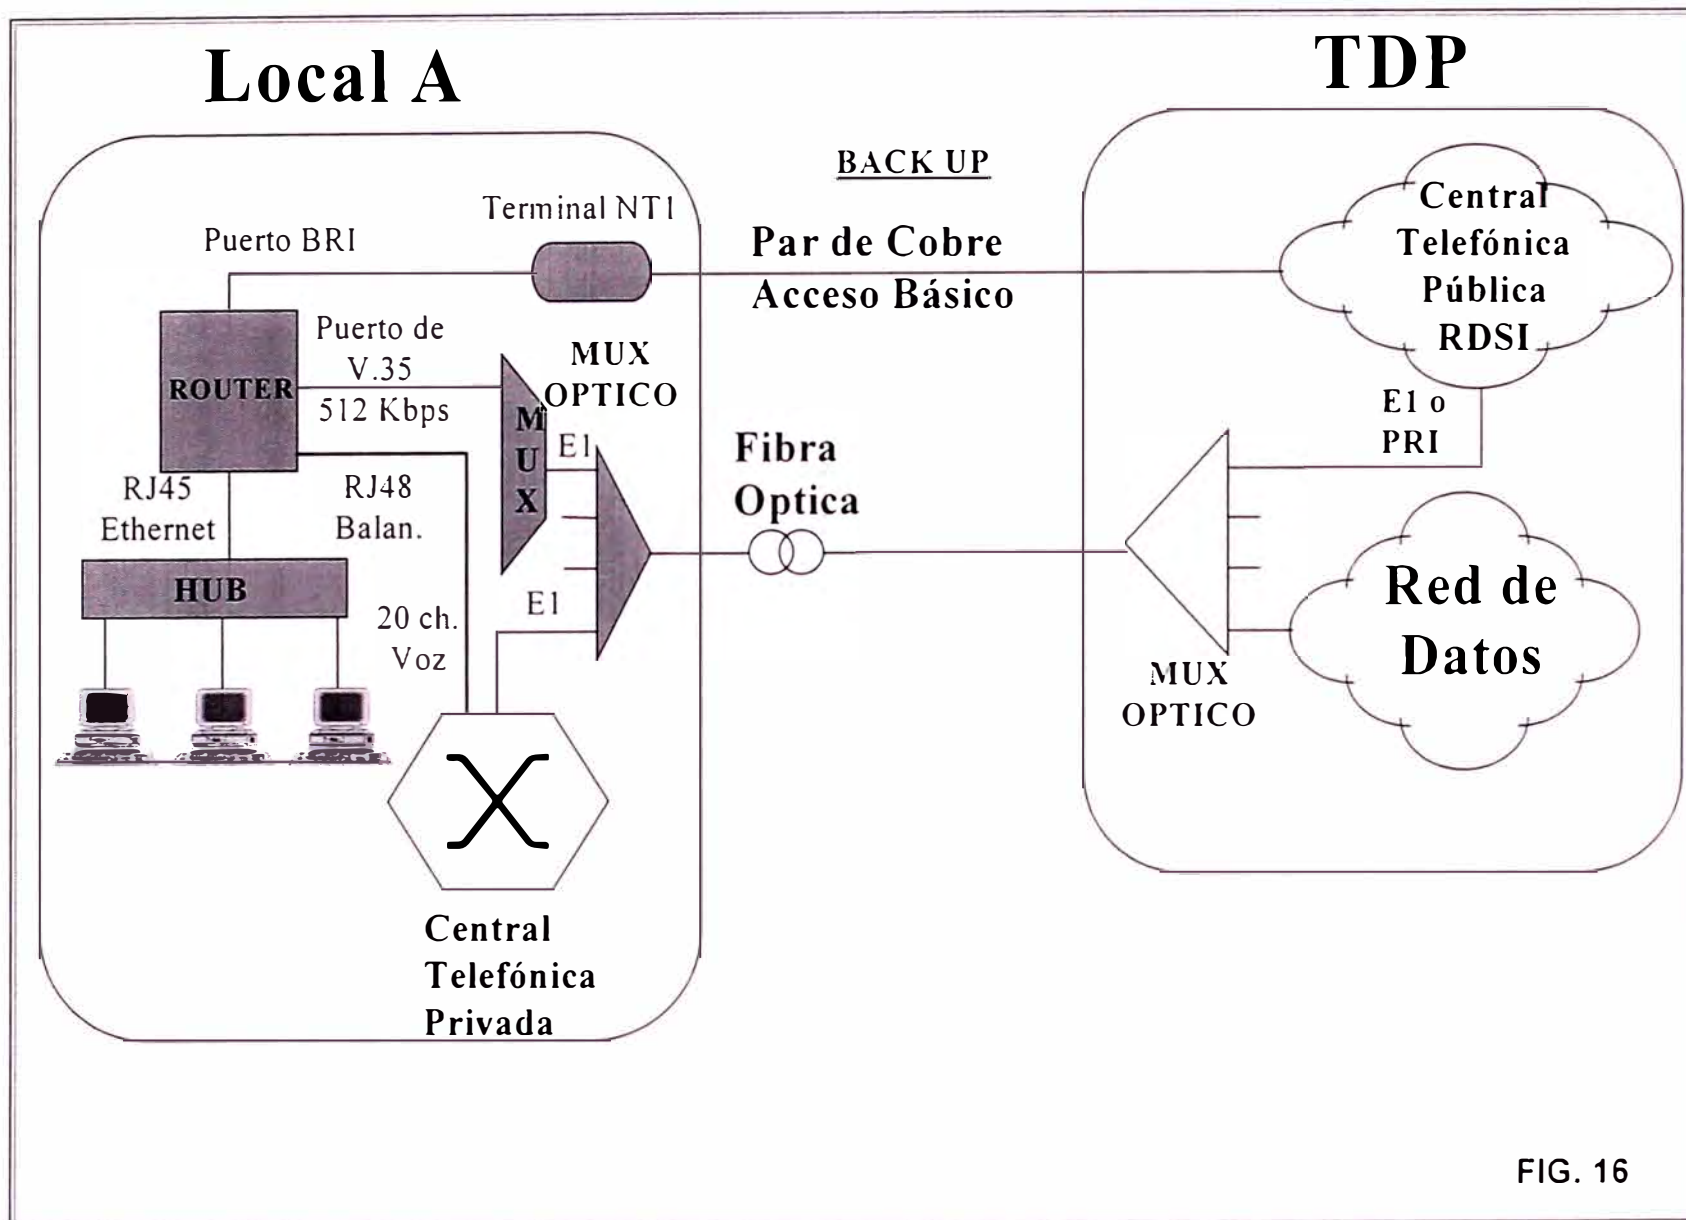 Local A
TDP
BACK UP
Terminal NT1
Puerto BRI
Par de Cobre
Acceso Básico
Central
Telefónica
Pública
RDSI
Puerto de
V.35
512 Kbps
MUX
OPTICO
ROUTER
MUX
E1
E1 o
PRI
Fibra
Optica
RJ45
Ethernet
RJ48
Balan.
HUB
E1
20 ch.
Voz
Red de
Datos
MUX
OPTICO
Central
Telefónica
Privada
FIG. 16